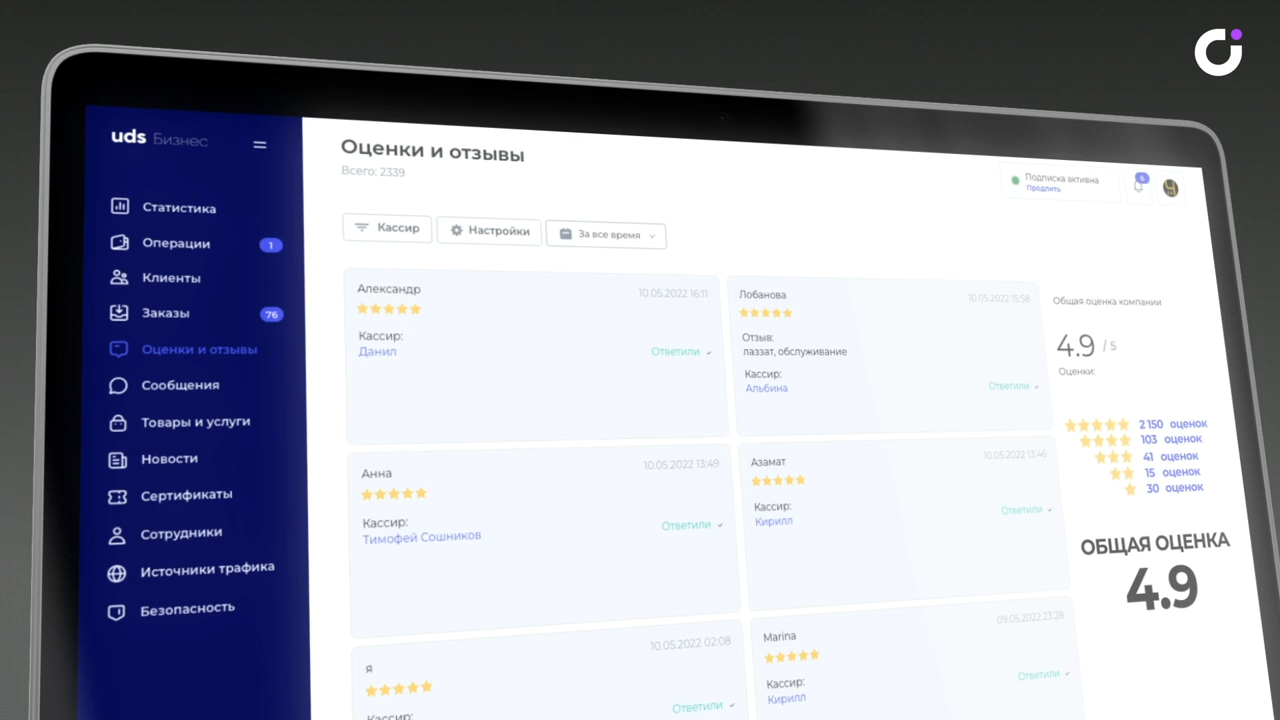 uds Бизнес
Статистика
Операции 1
Клиенты
Заказы 76
Оценки и отзывы
Сообщения
Товары и услуги
Новости
Сертификаты
Сотрудники
Источники трафика
Безопасность
Оценки и отзывы
Всего: 2339
Подписка активна
Продлить
Кассир
Настройки
За все время
Александр
10.05.2022 16:11
Кассир:
Данил
Ответили
Лобанова
10.05.2022 15:58
Отзыв:
лаззат, обслуживание
Кассир:
Альбина
Ответили
Анна
10.05.2022 13:49
Кассир:
Тимофей Сошников
Ответили
Азамат
10.05.2022 13:46
Кассир:
Кирилл
Ответили
я
10.05.2022 02:08
Кассир:
Ответили
Marina
09.05.2022 23:28
Кассир:
Кирилл
Ответили
Общая оценка компании
4.9 / 5
Оценки:
2 150 оценок
103 оценок
41 оценок
15 оценок
30 оценок
ОБЩАЯ ОЦЕНКА
4.9